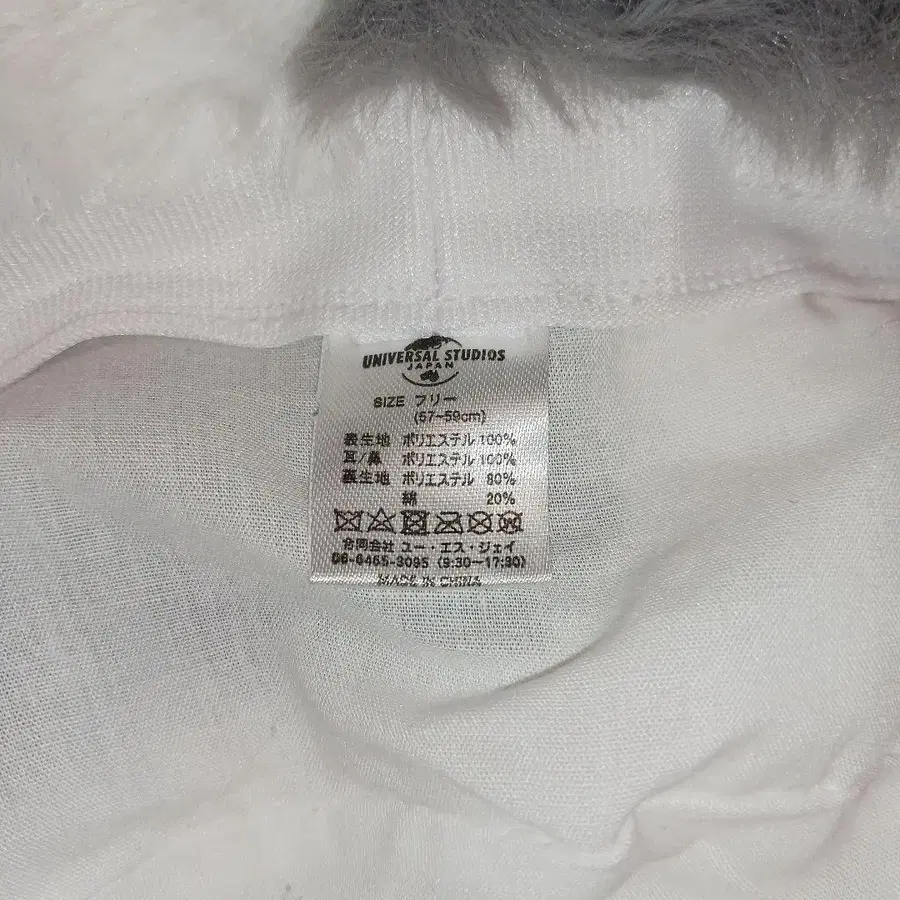 UNIVERSAL STUDIOS
JAPAN
SIZE フリー
(57~59cm)
表生地 ポリエステル 100%
耳/鼻 ポリエステル 100%
裏生地 ポリエステル 80%
綿 20%
合同会社 ユー・エス・ジェイ
06-6465-3095 (9:30~17:30)
MADE IN CHINA